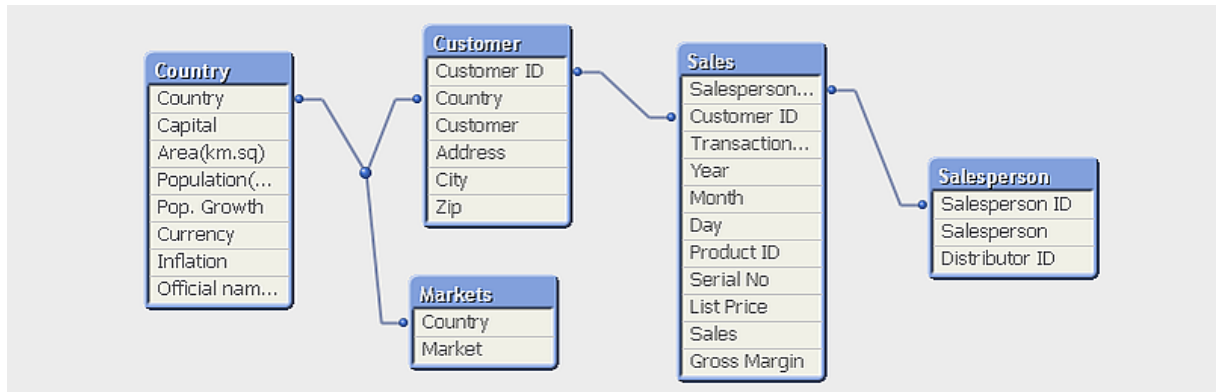 Country
Country
Capital
Area(km.sq)
Population(...
Pop. Growth
Currency
Inflation
Official nam...
Customer
Customer ID
Country
Customer
Address
City
Zip
Markets
Country
Market
Sales
Salesperson...
Customer ID
Transaction...
Year
Month
Day
Product ID
Serial No
List Price
Sales
Gross Margin
Salesperson
Salesperson ID
Salesperson
Distributor ID